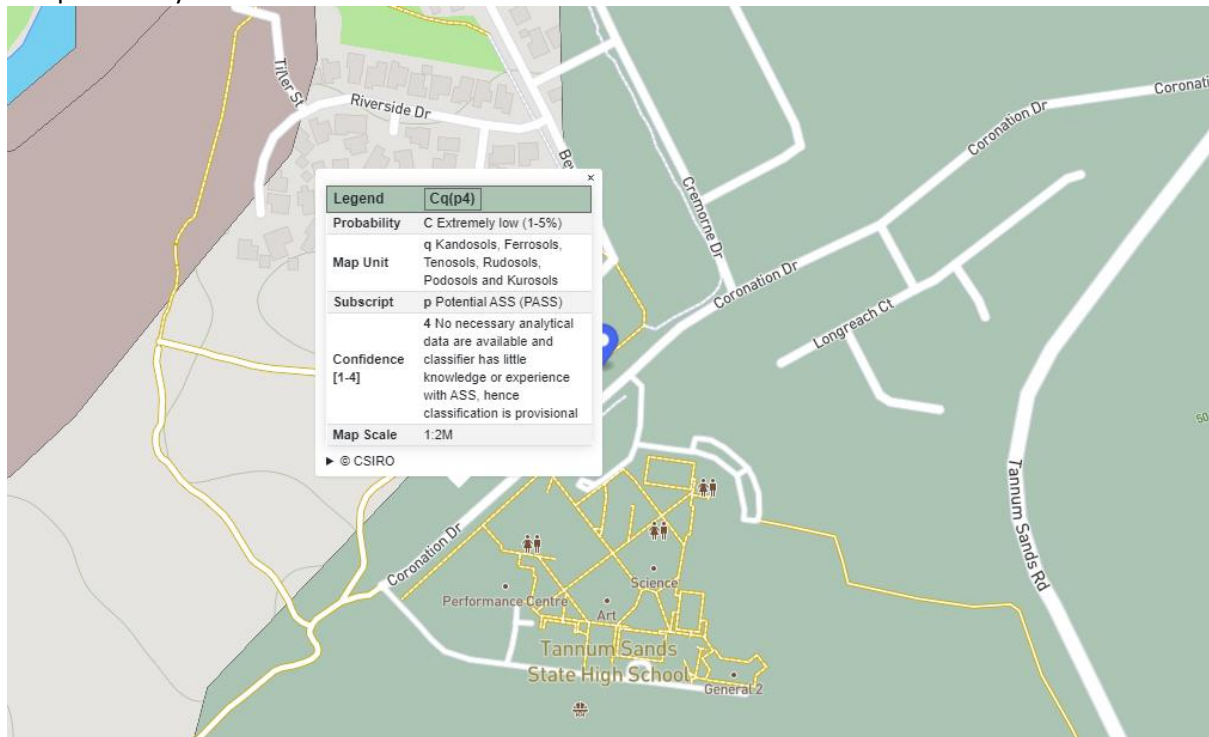 Tiller St
Riverside Dr
Coronati
Coronation Dr
Cremorne Dr
×
Legend Cq(p4)
Probability C Extremely low (1-5%)
Map Unit q Kandosols, Ferrosols,
Tenosols, Rudosols,
Podosols and Kurosols
Subscript p Potential ASS (PASS)
Confidence
[1-4]
4 No necessary analytical
data are available and
classifier has little
knowledge or experience
with ASS, hence
classification is provisional
Map Scale 1:2M
► © CSIRO
Coronation Dr
Longreach Ct
50
Tannum Sands Rd
Coronation Dr
Science
Performance Centre
Art
Tannum Sands
State High School
General 2